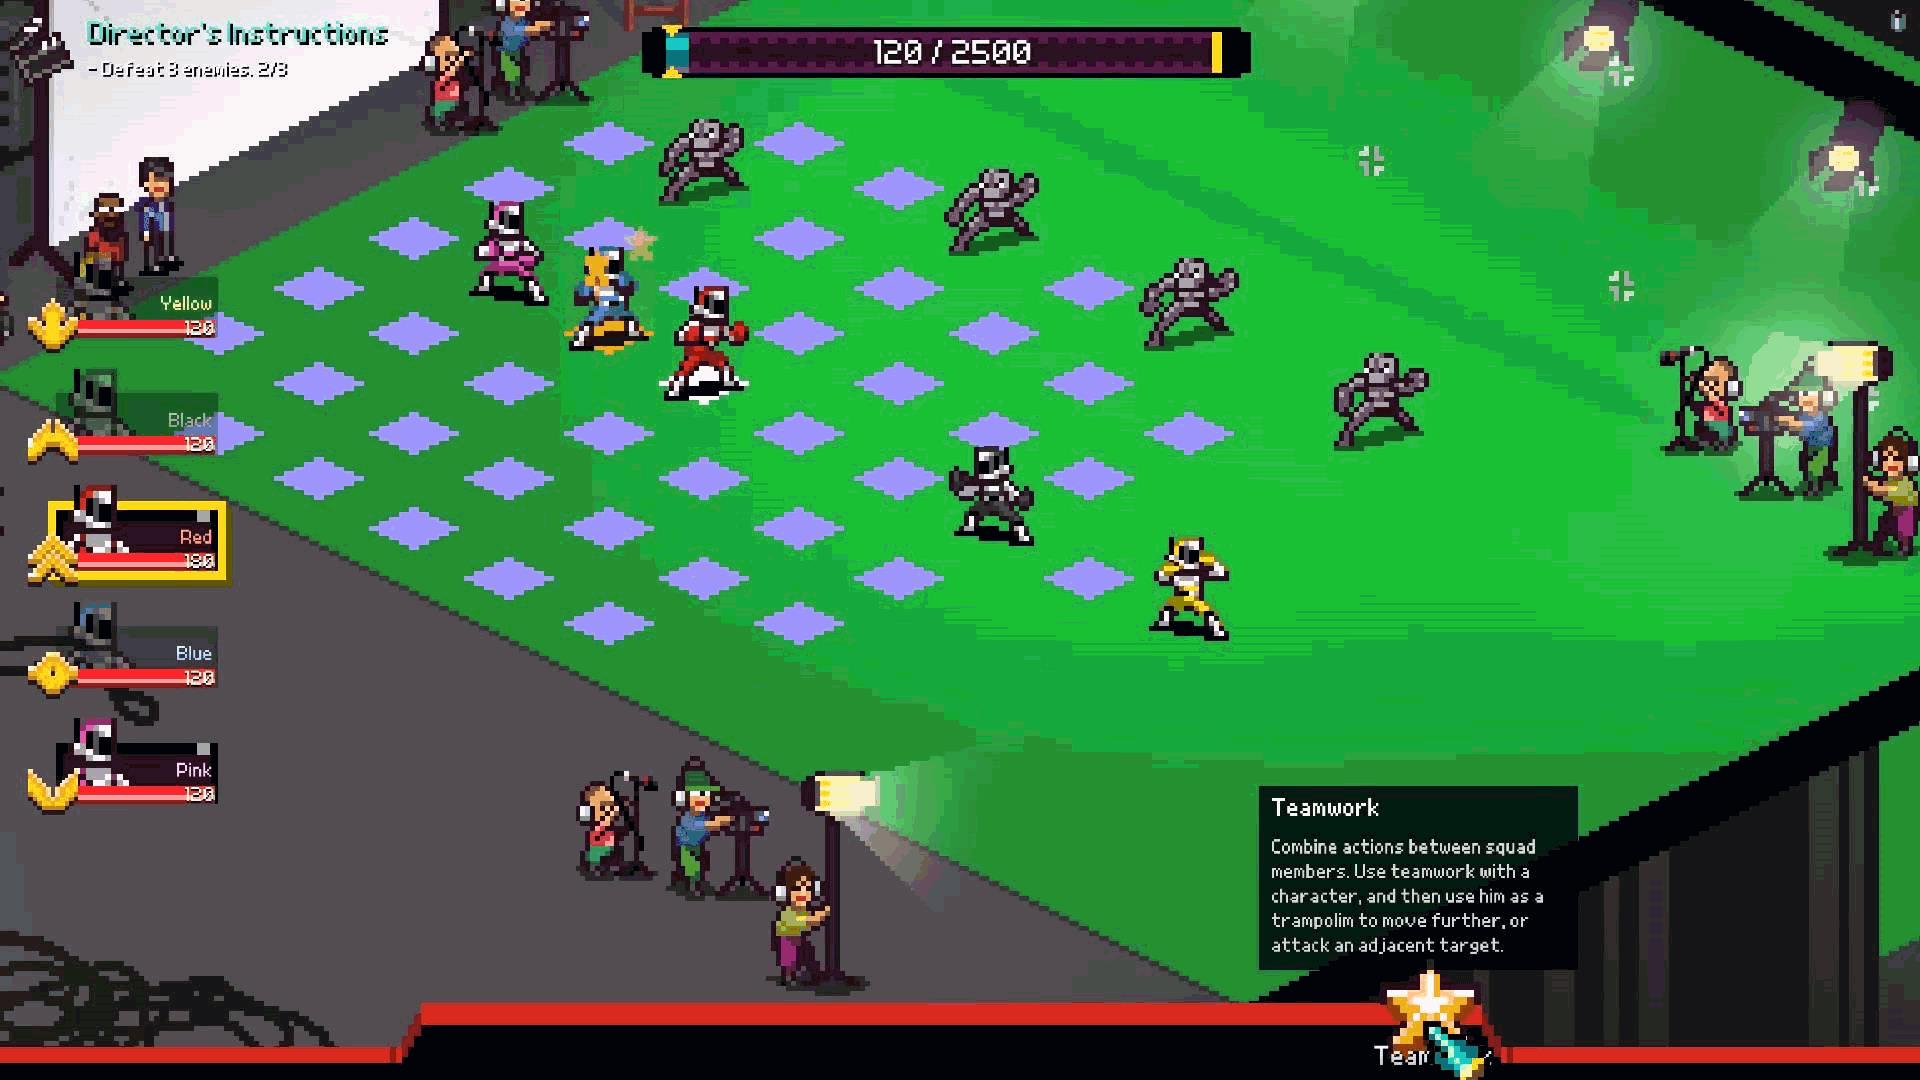 Director's Instructions
- Defeat 3 enemies. 2/3
120 / 2500
Yellow
120
Black
120
Red
180
Blue
120
Pink
120
Teamwork
Combine actions between squad
members. Use teamwork with a
character, and then use him as a
trampolim to move further, or
attack an adjacent target.